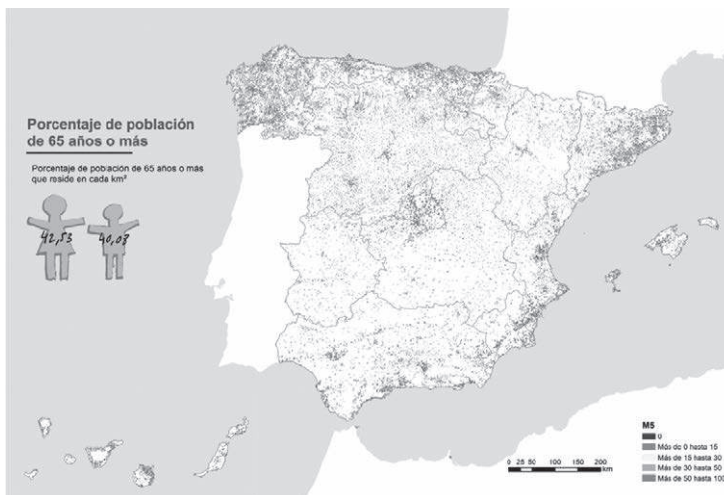 Porcentaje de población
de 65 años o más
Porcentaje de población de 65 años o más
que reside en cada km²
42,53 40,03
M5
0
Más de 0 hasta 15
Más de 15 hasta 30
Más de 30 hasta 50
Más de 50 hasta 100
0 25 50 100 150 200
km